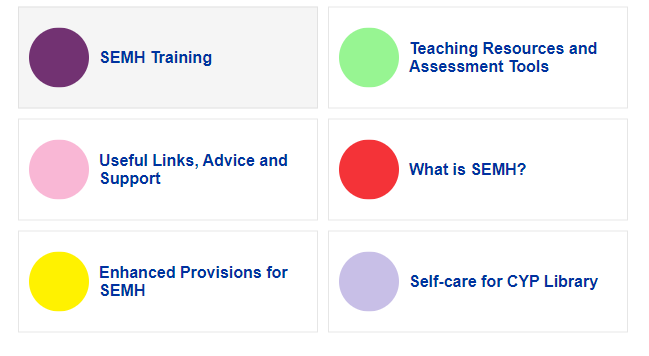 SEMH Training
Teaching Resources and
Assessment Tools
Useful Links, Advice and
Support
What is SEMH?
Enhanced Provisions for
SEMH
Self-care for CYP Library